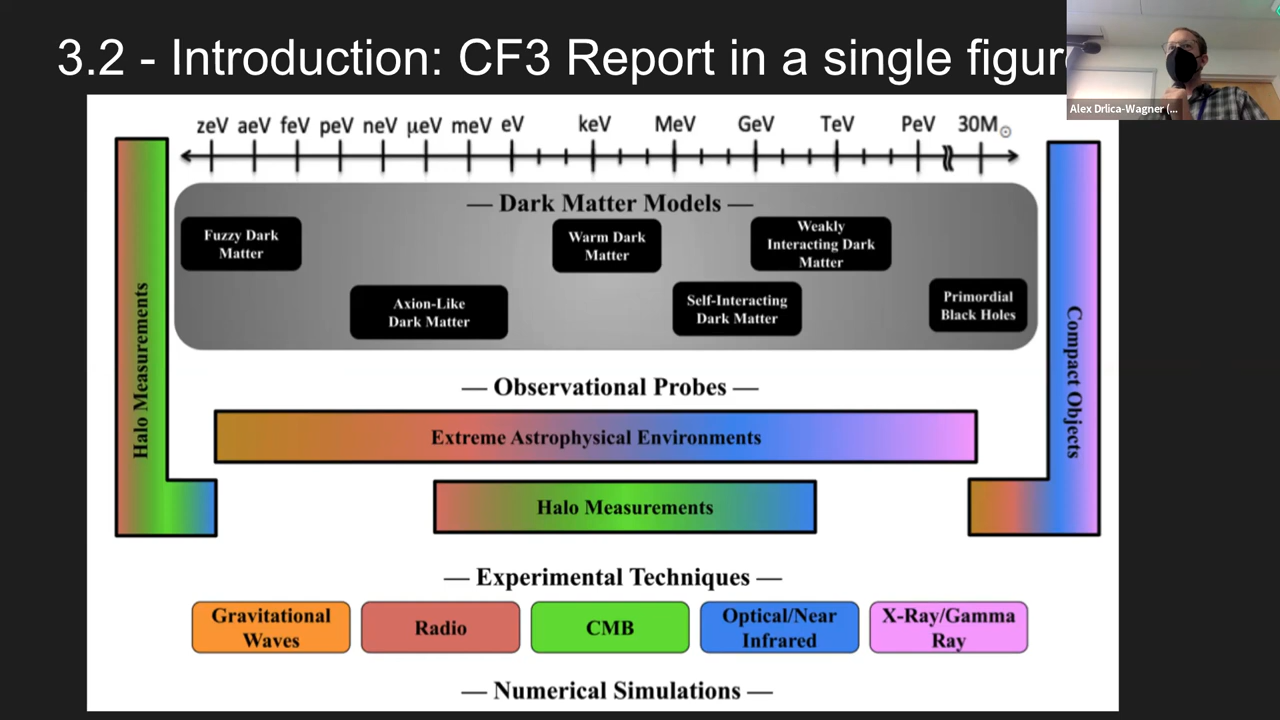 3.2 - Introduction: CF3 Report in a single figur
Alex Drlica-Wagner (...
zeV aeV feV peV neV μeV meV eV keV MeV GeV TeV PeV 30M☉
— Dark Matter Models —
Fuzzy Dark
Matter
Warm Dark
Matter
Weakly
Interacting Dark
Matter
Axion-Like
Dark Matter
Self-Interacting
Dark Matter
Primordial
Black Holes
Halo Measurements
Compact Objects
— Observational Probes —
Extreme Astrophysical Environments
Halo Measurements
— Experimental Techniques —
Gravitational
Waves
Radio
CMB
Optical/Near
Infrared
X-Ray/Gamma
Ray
— Numerical Simulations —